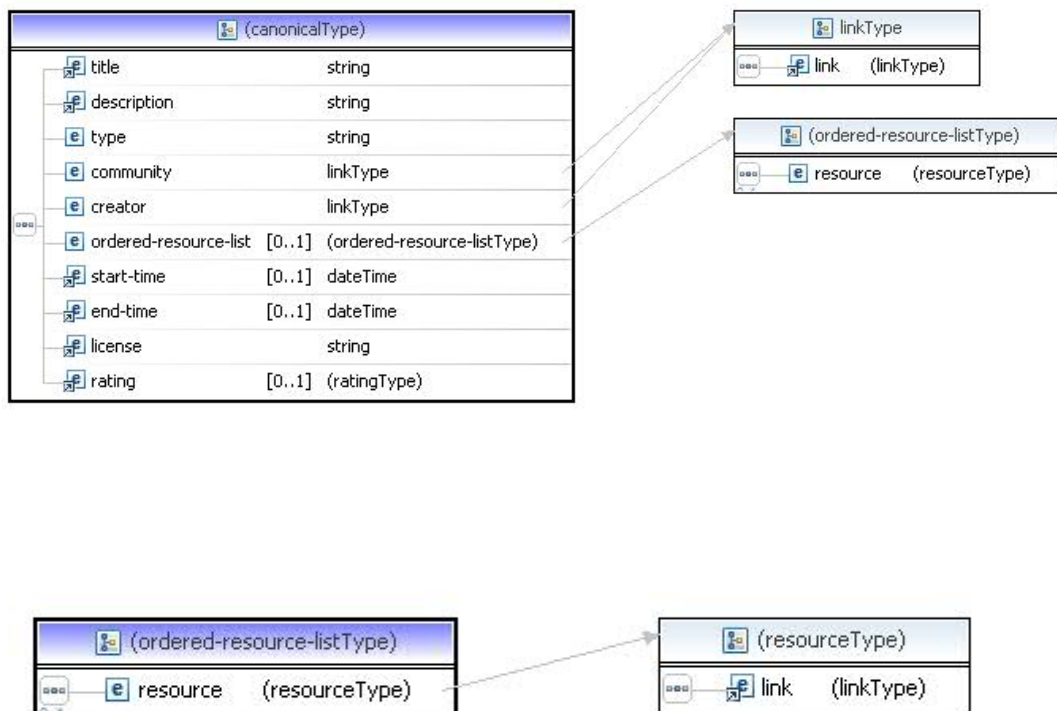 (canonicalType)
title string
description string
type string
community linkType
creator linkType
ordered-resource-list [0..1] (ordered-resource-listType)
start-time [0..1] dateTime
end-time [0..1] dateTime
license string
rating [0..1] (ratingType)
linkType
link (linkType)
(ordered-resource-listType)
resource (resourceType)
(ordered-resource-listType)
resource (resourceType)
(resourceType)
link (linkType)